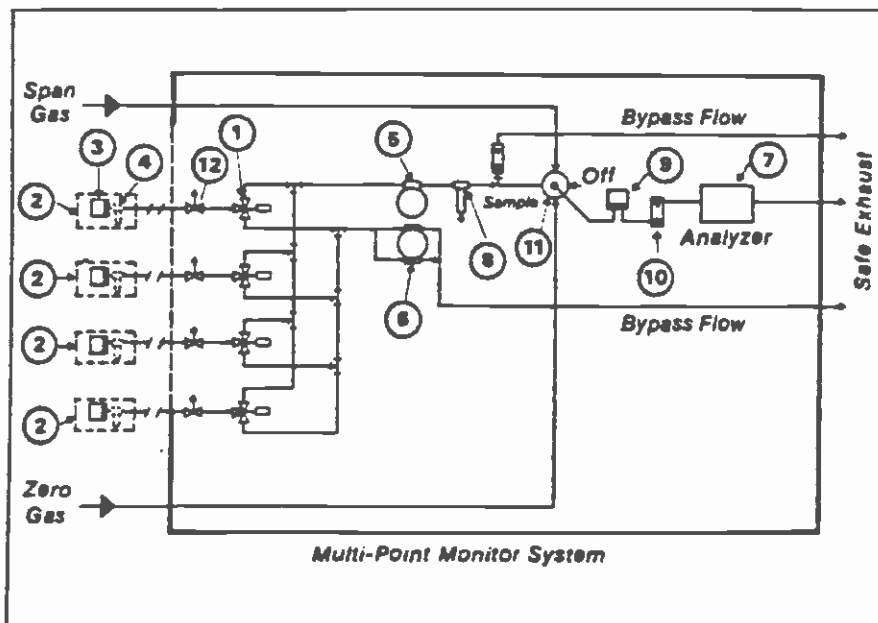 Span
Gas
Bypass Flow
1
5
3
4
12
9
7
2
Off
Sample
Safe Exhaust
8
11
10
Analyzer
2
6
Bypass Flow
2
2
Zero
Gas
Multi-Point Monitor System